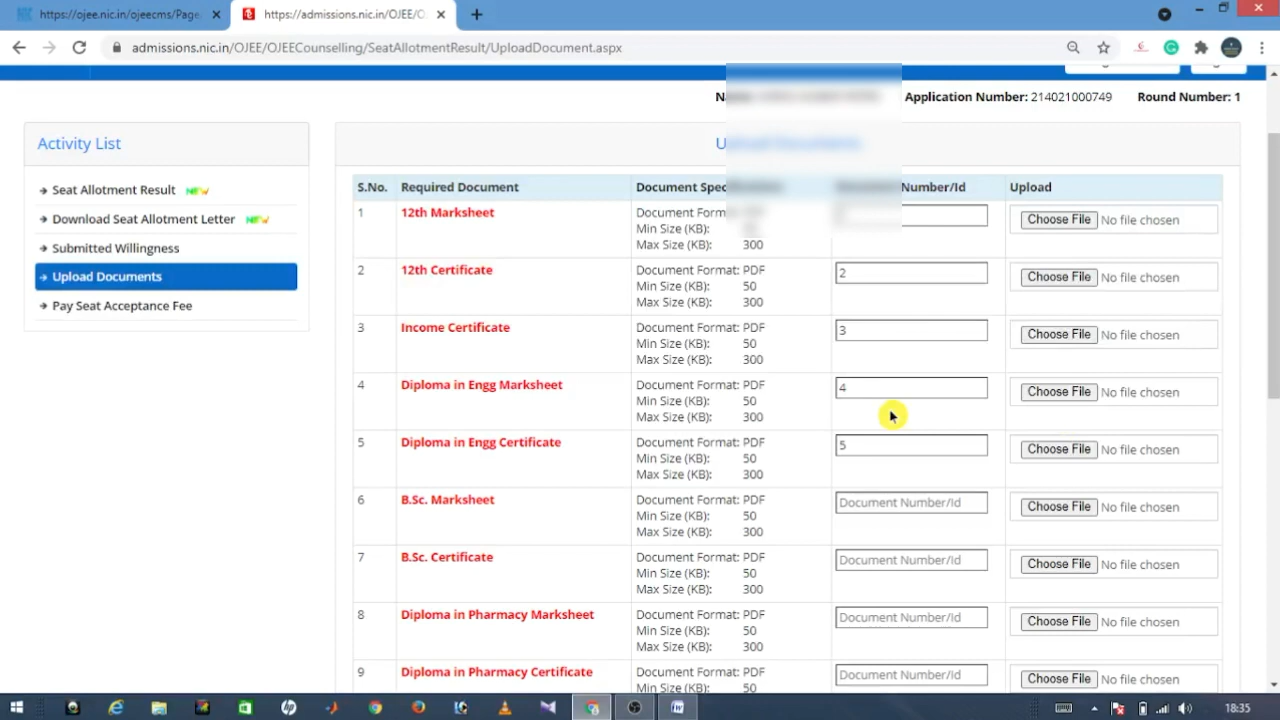 https://ojee.nic.in/ojeecms/Page
https://admissions.nic.in/OJEE/O
admissions.nic.in/OJEE/OJEECounselling/SeatAllotmentResult/UploadDocument.aspx
Application Number: 214021000749 Round Number: 1
Activity List
Seat Allotment Result NEW
Download Seat Allotment Letter NEW
Submitted Willingness
Upload Documents
Pay Seat Acceptance Fee
S.No. Required Document Document Number/Id Upload
1 12th Marksheet Document Choose File No file chosen
Min Size (KB):
Max Size (KB): 300
2 12th Certificate Document Format: PDF 2 Choose File No file chosen
Min Size (KB): 50
Max Size (KB): 300
3 Income Certificate Document Format: PDF 3 Choose File No file chosen
Min Size (KB): 50
Max Size (KB): 300
4 Diploma in Engg Marksheet Document Format: PDF 4 Choose File No file chosen
Min Size (KB): 50
Max Size (KB): 300
5 Diploma in Engg Certificate Document Format: PDF 5 Choose File No file chosen
Min Size (KB): 50
Max Size (KB): 300
6 B.Sc. Marksheet Document Format: PDF Document Number/Id Choose File No file chosen
Min Size (KB): 50
Max Size (KB): 300
7 B.Sc. Certificate Document Format: PDF Document Number/Id Choose File No file chosen
Min Size (KB): 50
Max Size (KB): 300
8 Diploma in Pharmacy Marksheet Document Format: PDF Document Number/Id Choose File No file chosen
Min Size (KB): 50
Max Size (KB): 300
9 Diploma in Pharmacy Certificate Document Format: PDF Document Number/Id Choose File No file chosen
Min Size (KB): 50
18:35